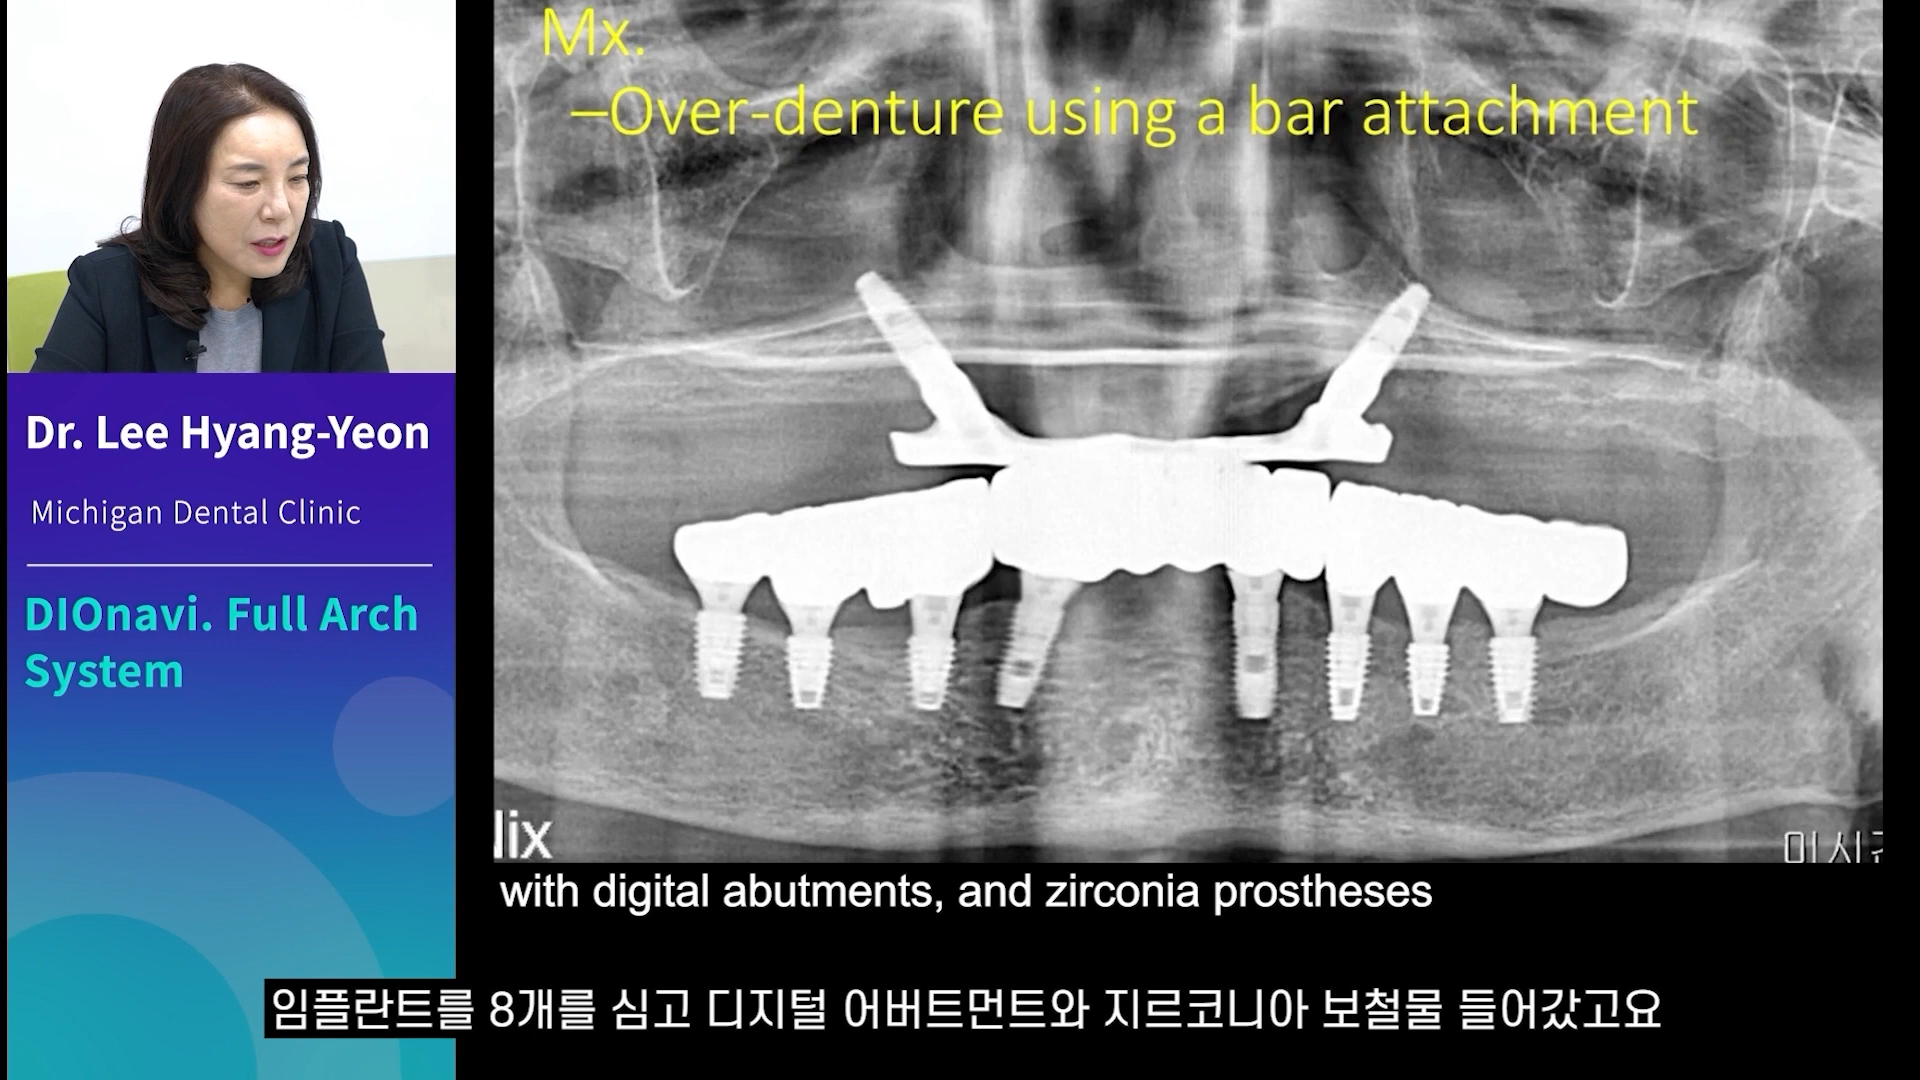 Mx.
–Over-denture using a bar attachment
Dr. Lee Hyang-Yeon
Michigan Dental Clinic
DIOnavi. Full Arch
System
lix
with digital abutments, and zirconia prostheses
임플란트를 8개를 심고 디지털 어버트먼트와 지르코니아 보철물 들어갔고요